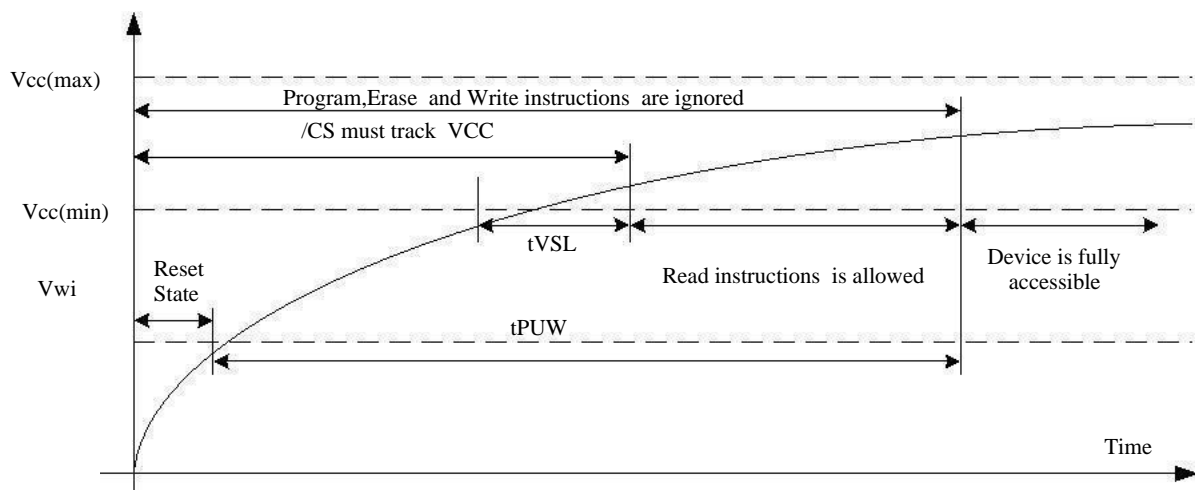 Vcc(max)
Program,Erase and Write instructions are ignored
/CS must track VCC
Vcc(min)
tVSL
Reset
State
Vwi
Read instructions is allowed
Device is fully
accessible
tPUW
Time